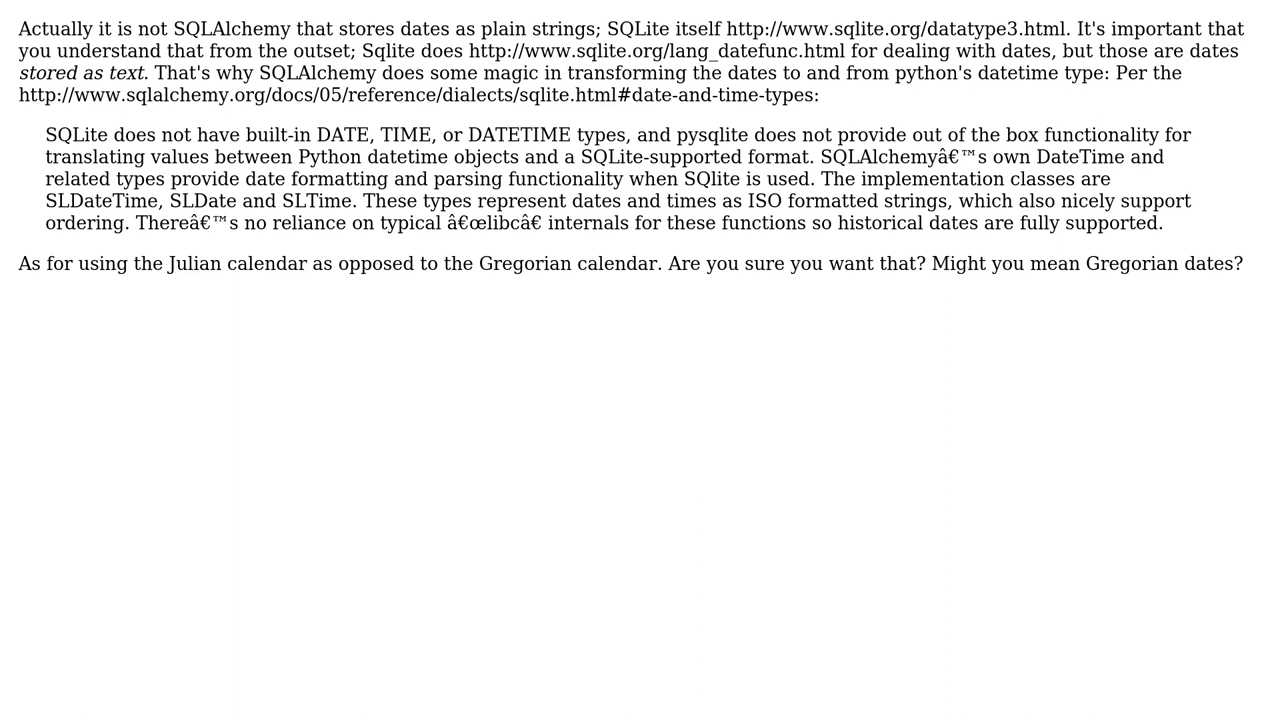 Actually it is not SQLAlchemy that stores dates as plain strings; SQLite itself http://www.sqlite.org/datatype3.html. It's important that
you understand that from the outset; Sqlite does http://www.sqlite.org/lang_datefunc.html for dealing with dates, but those are dates
stored as text. That's why SQLAlchemy does some magic in transforming the dates to and from python's datetime type: Per the
http://www.sqlalchemy.org/docs/05/reference/dialects/sqlite.html#date-and-time-types:
SQLite does not have built-in DATE, TIME, or DATETIME types, and pysqlite does not provide out of the box functionality for
translating values between Python datetime objects and a SQLite-supported format. SQLAlchemyâ€™s own DateTime and
related types provide date formatting and parsing functionality when SQlite is used. The implementation classes are
SLDateTime, SLDate and SLTime. These types represent dates and times as ISO formatted strings, which also nicely support
ordering. Thereâ€™s no reliance on typical â€œlibcâ€ internals for these functions so historical dates are fully supported.
As for using the Julian calendar as opposed to the Gregorian calendar. Are you sure you want that? Might you mean Gregorian dates?